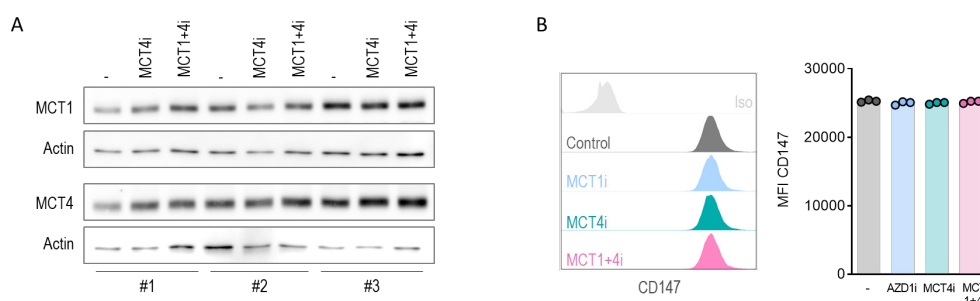 A
B
-
MCT4i
MCT1+4i
-
MCT4i
MCT1+4i
-
MCT4i
MCT1+4i
MCT1
Actin
MCT4
Actin
#1
#2
#3
Iso
Control
MCT1i
MCT4i
MCT1+4i
CD147
MFI CD147
30000
20000
10000
0
-
AZD1i
MCT4i